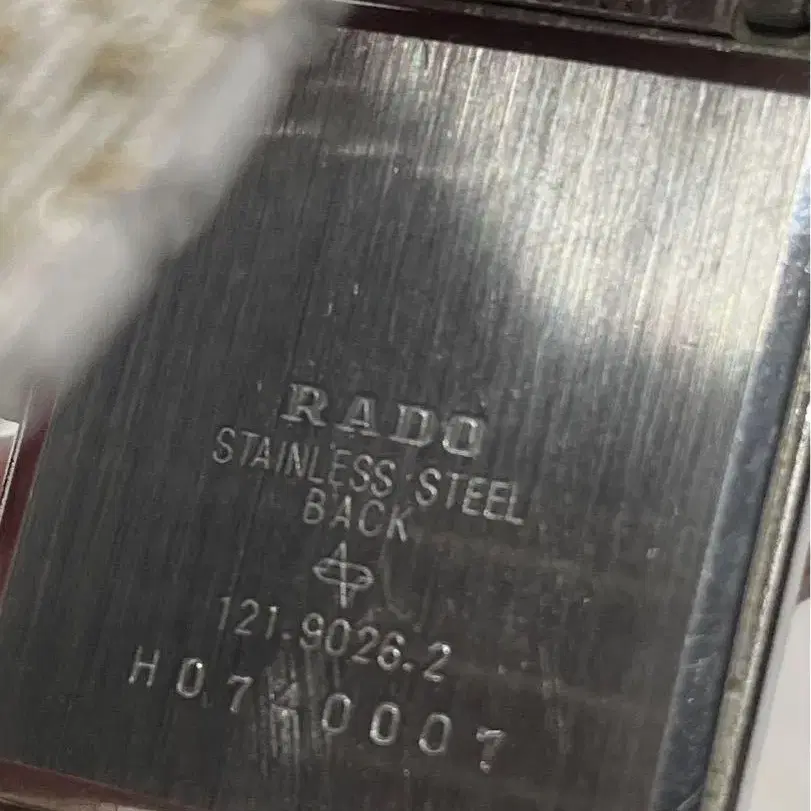 RADO
STAINLESS STEEL
BACK
121.9026.2